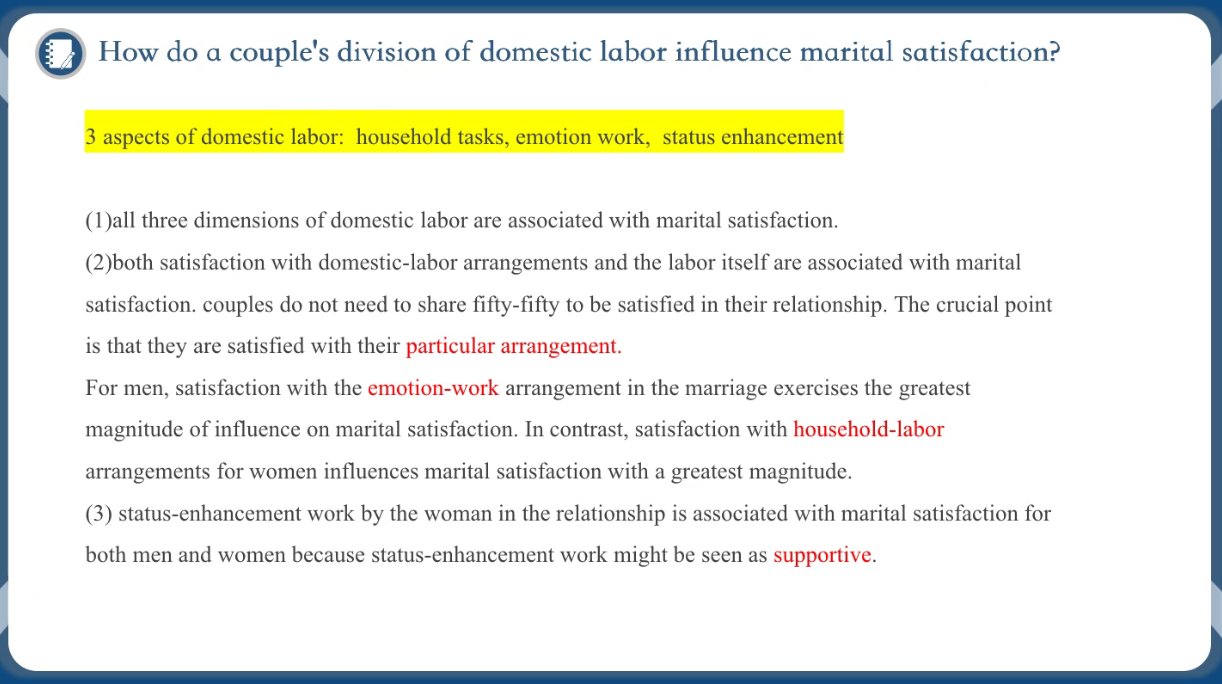 How do a couple's division of domestic labor influence marital satisfaction?
3 aspects of domestic labor:  household tasks, emotion work,  status enhancement
(1)all three dimensions of domestic labor are associated with marital satisfaction.
(2)both satisfaction with domestic-labor arrangements and the labor itself are associated with marital
satisfaction. couples do not need to share fifty-fifty to be satisfied in their relationship. The crucial point
is that they are satisfied with their particular arrangement.
For men, satisfaction with the emotion-work arrangement in the marriage exercises the greatest
magnitude of influence on marital satisfaction. In contrast, satisfaction with household-labor
arrangements for women influences marital satisfaction with a greatest magnitude.
(3) status-enhancement work by the woman in the relationship is associated with marital satisfaction for
both men and women because status-enhancement work might be seen as supportive.